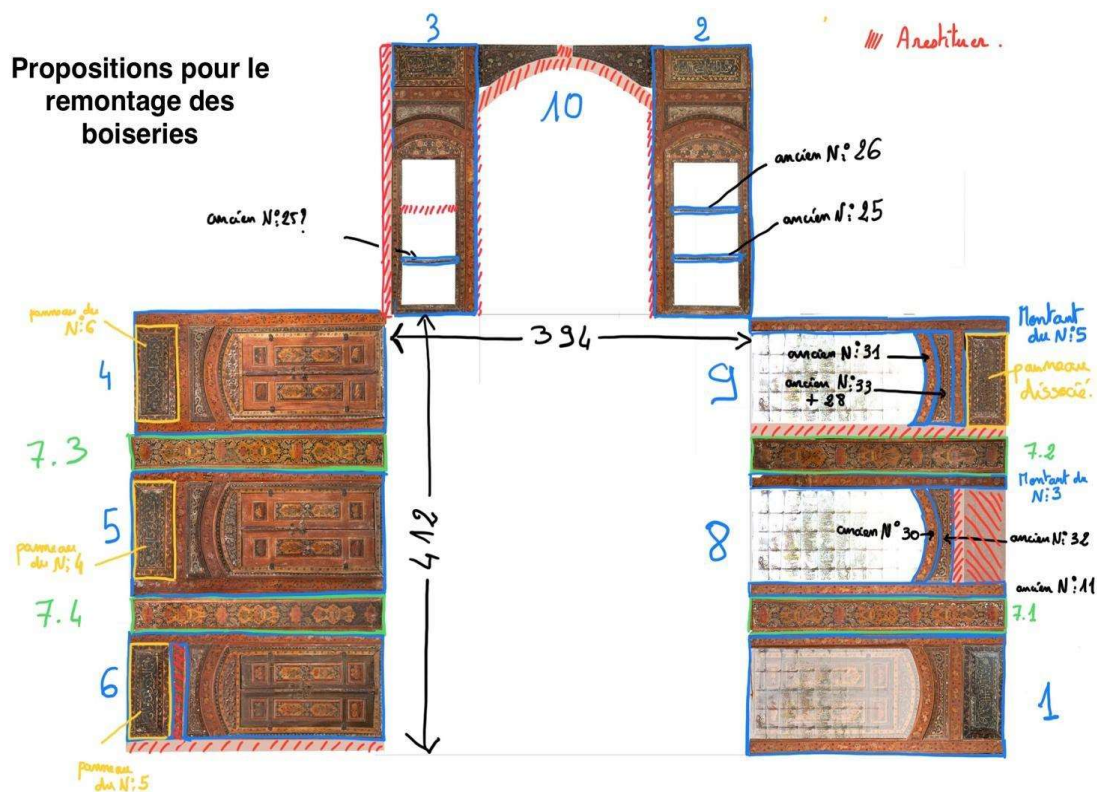 Propositions pour le
remontage des
boiseries
3
2
/// Arestituer.
10
ancien N:26
ancien N:25
ancien N:25?
panneau du
N:6
4
394
Montant
du N:5
9
ancien N:31
ancien N:33
+ 28
panneau
dissocié.
7.3
7.2
Montant du
N:3
5
412
8
ancien N° 30
ancien N: 32
panneau
du N:4
ancien N:11
7.4
7.1
6
1
panneau
du N:5